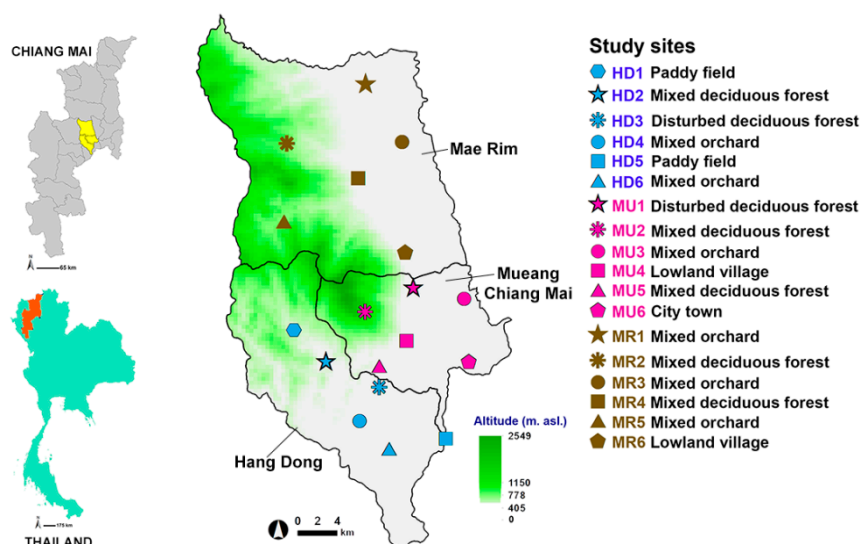 CHIANG MAI
N
65 km
N
175 km
THAILAND
Mae Rim
Mueang
Chiang Mai
Hang Dong
Altitude (m. asl.)
2549
1150
778
405
0
0 2 4
km
Study sites
HD1 Paddy field
HD2 Mixed deciduous forest
HD3 Disturbed deciduous forest
HD4 Mixed orchard
HD5 Paddy field
HD6 Mixed orchard
MU1 Disturbed deciduous forest
MU2 Mixed deciduous forest
MU3 Mixed orchard
MU4 Lowland village
MU5 Mixed deciduous forest
MU6 City town
MR1 Mixed orchard
MR2 Mixed deciduous forest
MR3 Mixed orchard
MR4 Mixed deciduous forest
MR5 Mixed orchard
MR6 Lowland village